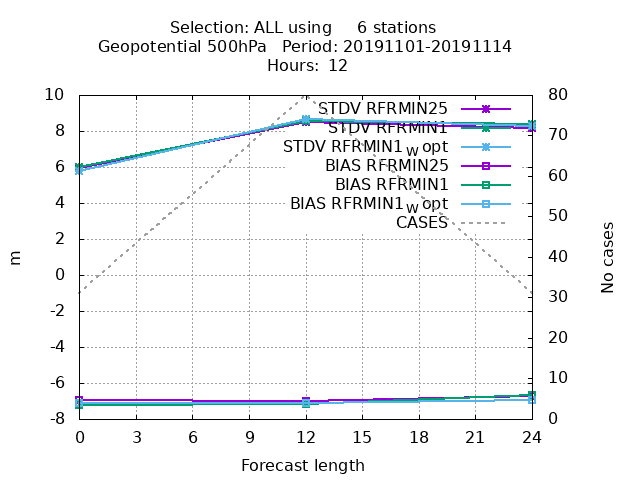 Selection: ALL using     6 stations
Geopotential 500hPa   Period: 20191101-20191114
Hours:  12
10
8
6
4
2
0
-2
-4
-6
-8
m
80
70
60
50
40
30
20
10
0
No cases
STDV RFRMIN25
STDV RFRMIN1
STDV RFRMIN1_W opt
BIAS RFRMIN25
BIAS RFRMIN1
BIAS RFRMIN1_W opt
CASES
0 3 6 9 12 15 18 21 24
Forecast length